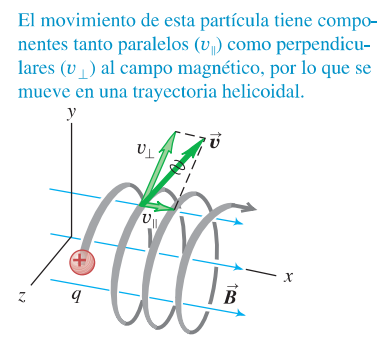 El movimiento de esta partícula tiene compo-
nentes tanto paralelos (v∥) como perpendicu-
lares (v⊥) al campo magnético, por lo que se
mueve en una trayectoria helicoidal.
y
v⊥
v⃗
v∥
+
x
z
q
B⃗